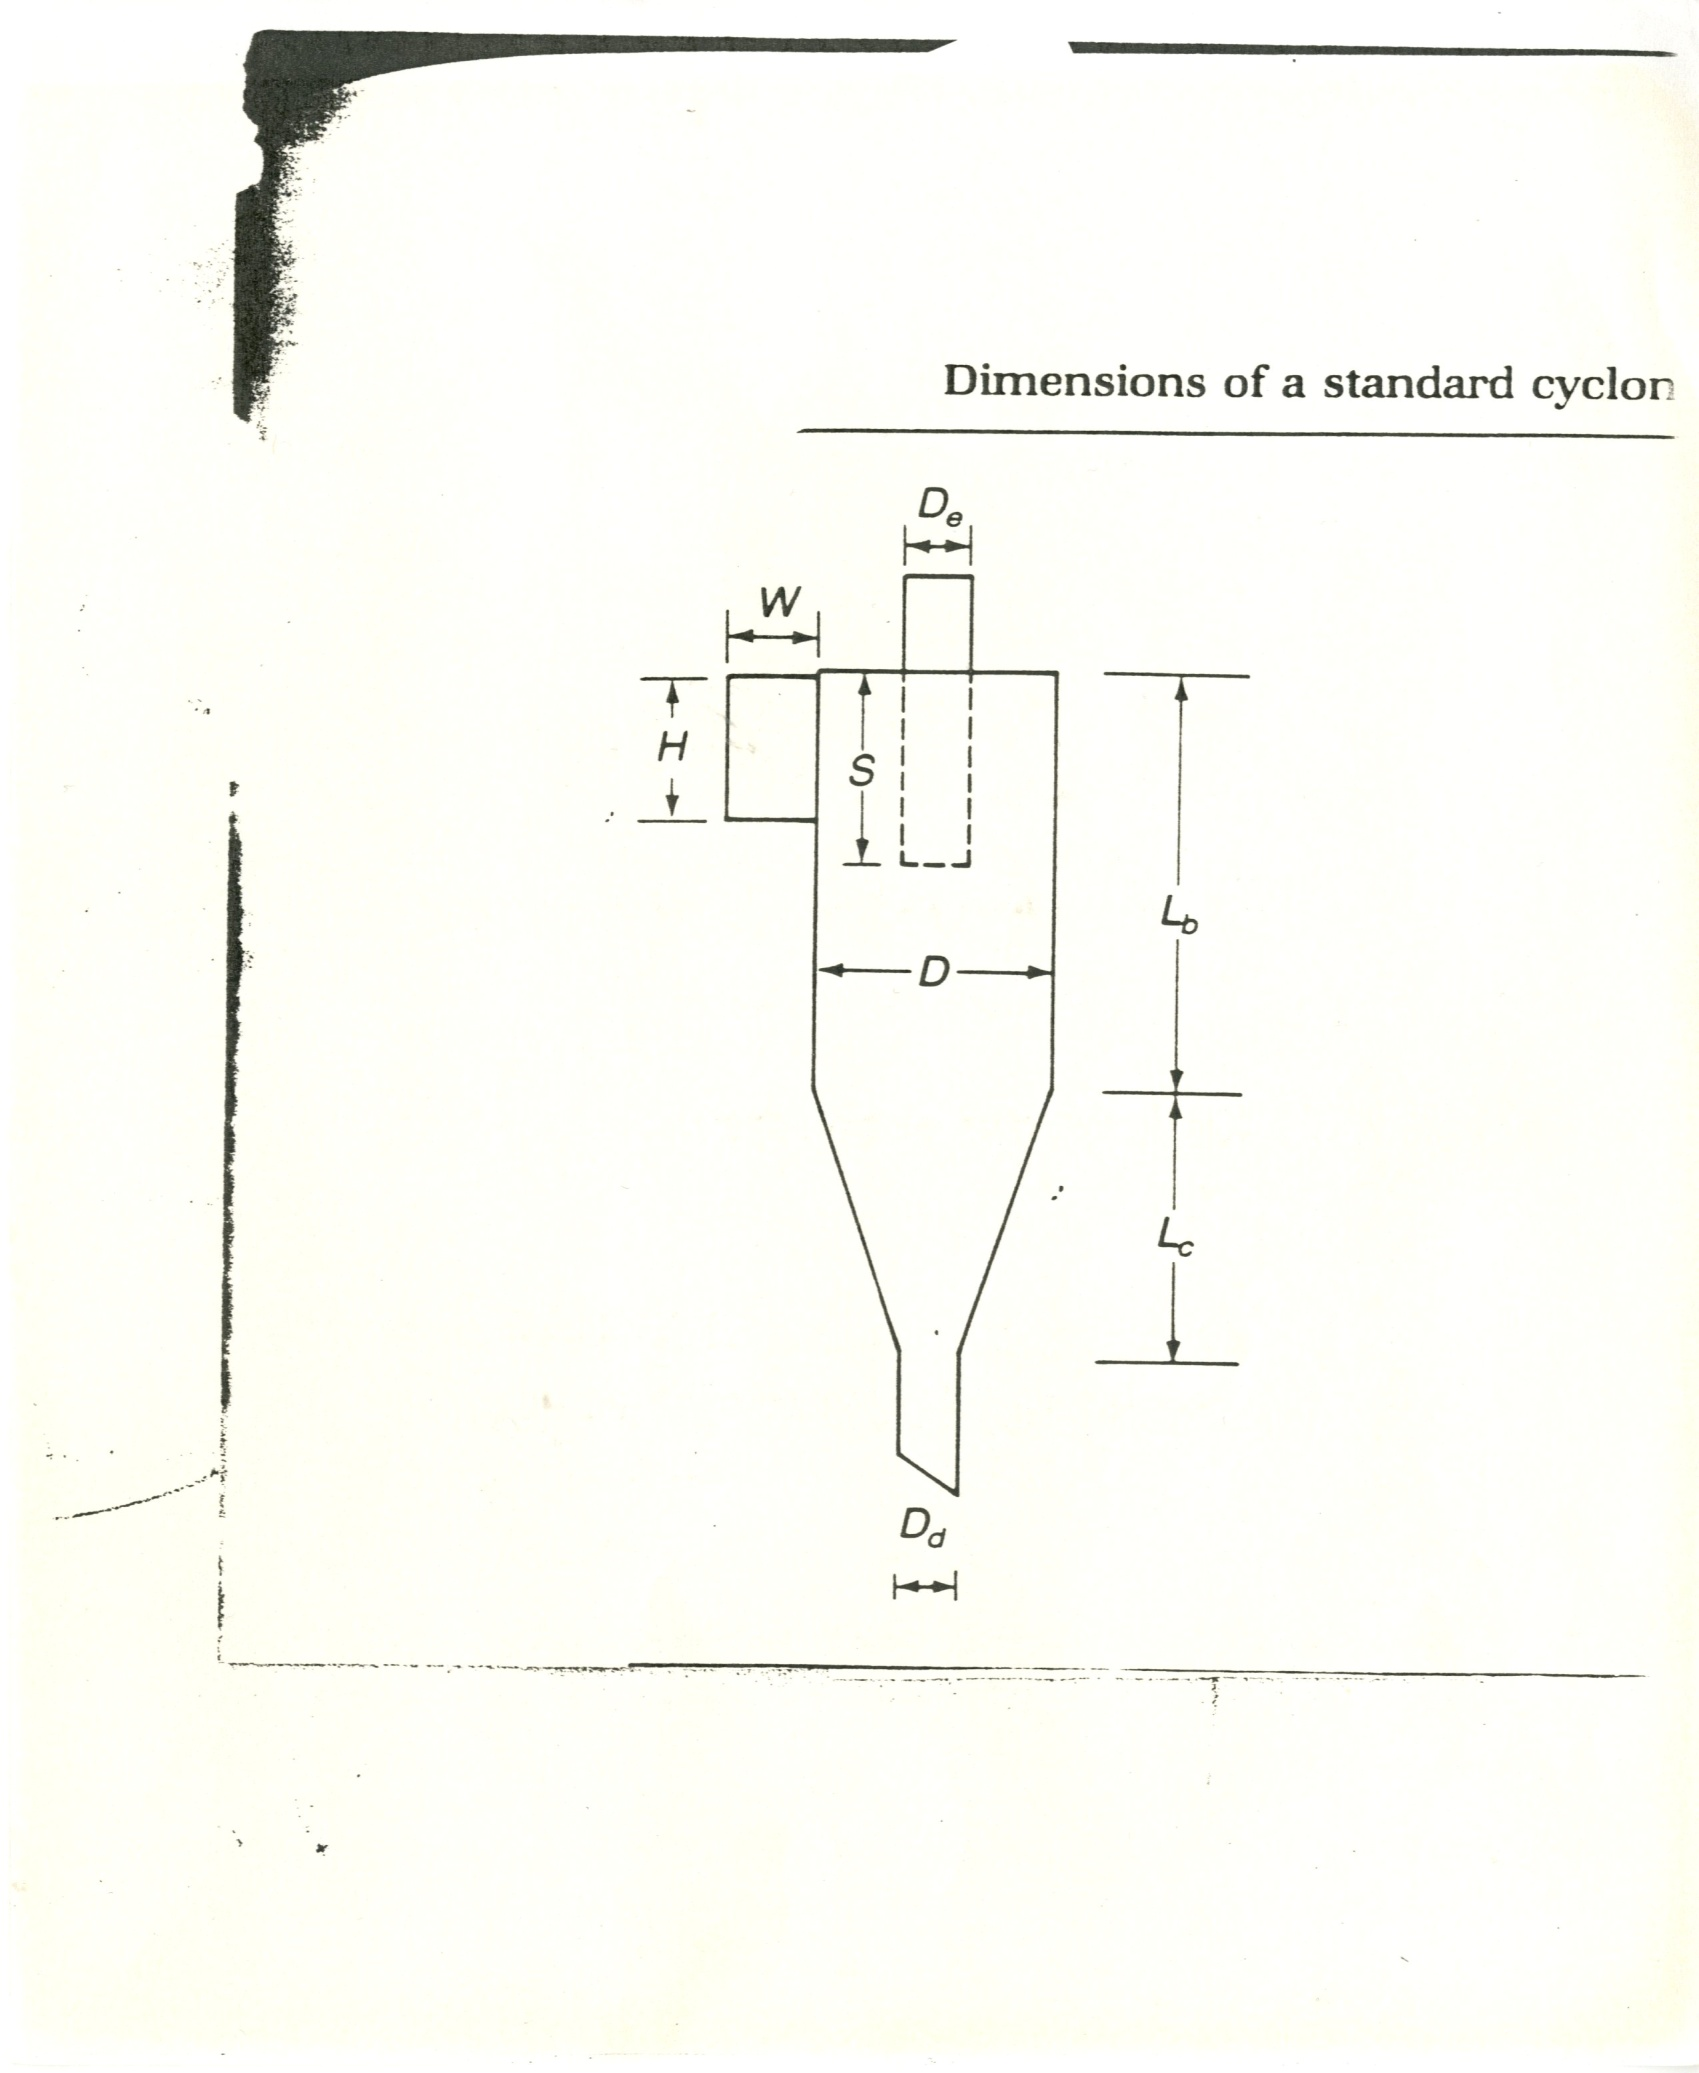 Dimensions of a standard cyclon
De
W
H
S
Lb
D
Lc
Dd